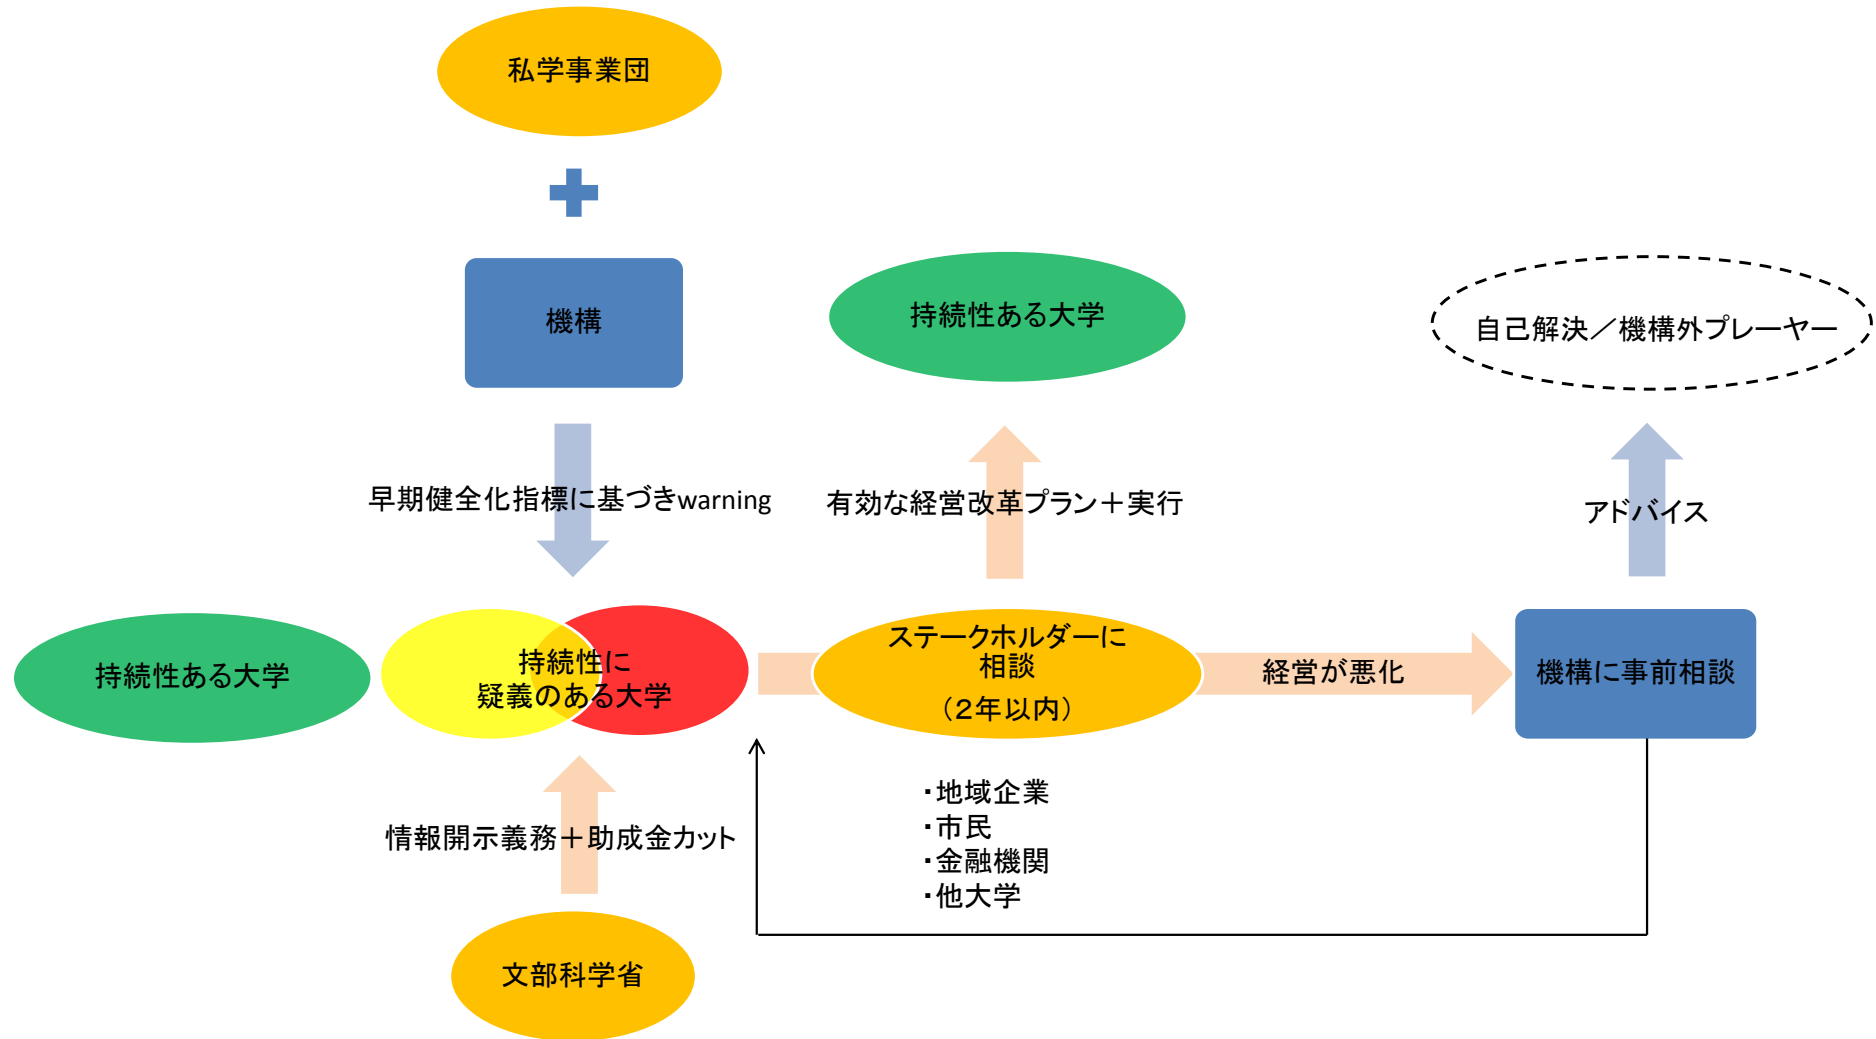 私学事業団
機構
持続性ある大学
自己解決／機構外プレーヤー
早期健全化指標に基づきwarning
有効な経営改革プラン＋実行
アドバイス
持続性ある大学
持続性に
疑義のある大学
ステークホルダーに
相談
（２年以内）
経営が悪化
機構に事前相談
・地域企業
・市民
・金融機関
・他大学
情報開示義務＋助成金カット
文部科学省